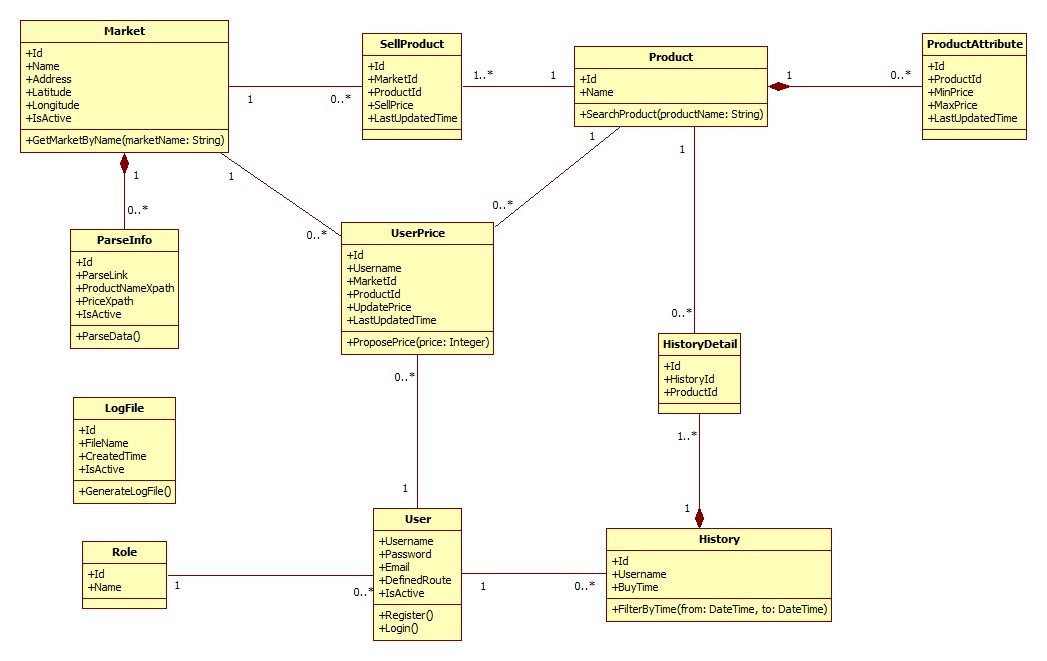 Market
+Id
+Name
+Address
+Latitude
+Longitude
+IsActive
+GetMarketByName(marketName: String)
1
0..*
SellProduct
+Id
+MarketId
+ProductId
+SellPrice
+LastUpdatedTime
1..*
1
Product
+Id
+Name
+SearchProduct(productName: String)
1
0..*
ProductAttribute
+Id
+ProductId
+MinPrice
+MaxPrice
+LastUpdatedTime
1
0..*
1
0..*
1
0..*
1
0..*
ParseInfo
+Id
+ParseLink
+ProductNameXpath
+PriceXpath
+IsActive
+ParseData()
UserPrice
+Id
+Username
+MarketId
+ProductId
+UpdatePrice
+LastUpdatedTime
+ProposePrice(price: Integer)
0..*
1
HistoryDetail
+Id
+HistoryId
+ProductId
1..*
1
LogFile
+Id
+FileName
+CreatedTime
+IsActive
+GenerateLogFile()
Role
+Id
+Name
1
0..*
User
+Username
+Password
+Email
+DefinedRoute
+IsActive
+Register()
+Login()
1
0..*
History
+Id
+Username
+BuyTime
+FilterByTime(from: DateTime, to: DateTime)